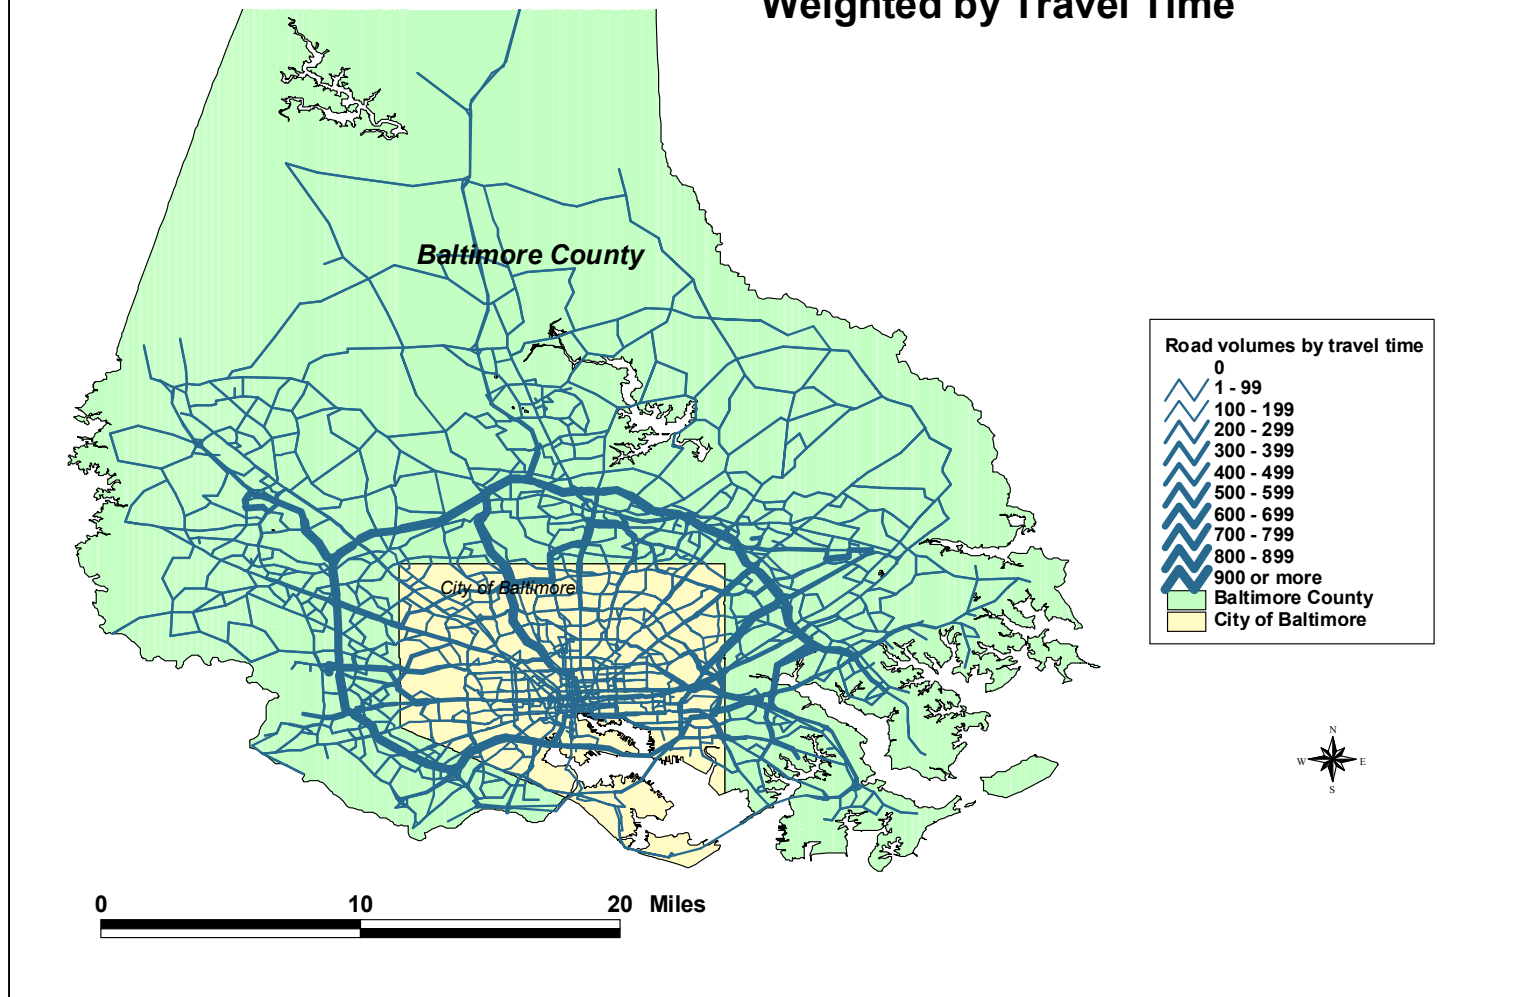 Weighted by Travel Time
Baltimore County
City of Baltimore
Road volumes by travel time
0
1 - 99
100 - 199
200 - 299
300 - 399
400 - 499
500 - 599
600 - 699
700 - 799
800 - 899
900 or more
Baltimore County
City of Baltimore
N
W E
S
0 10 20 Miles